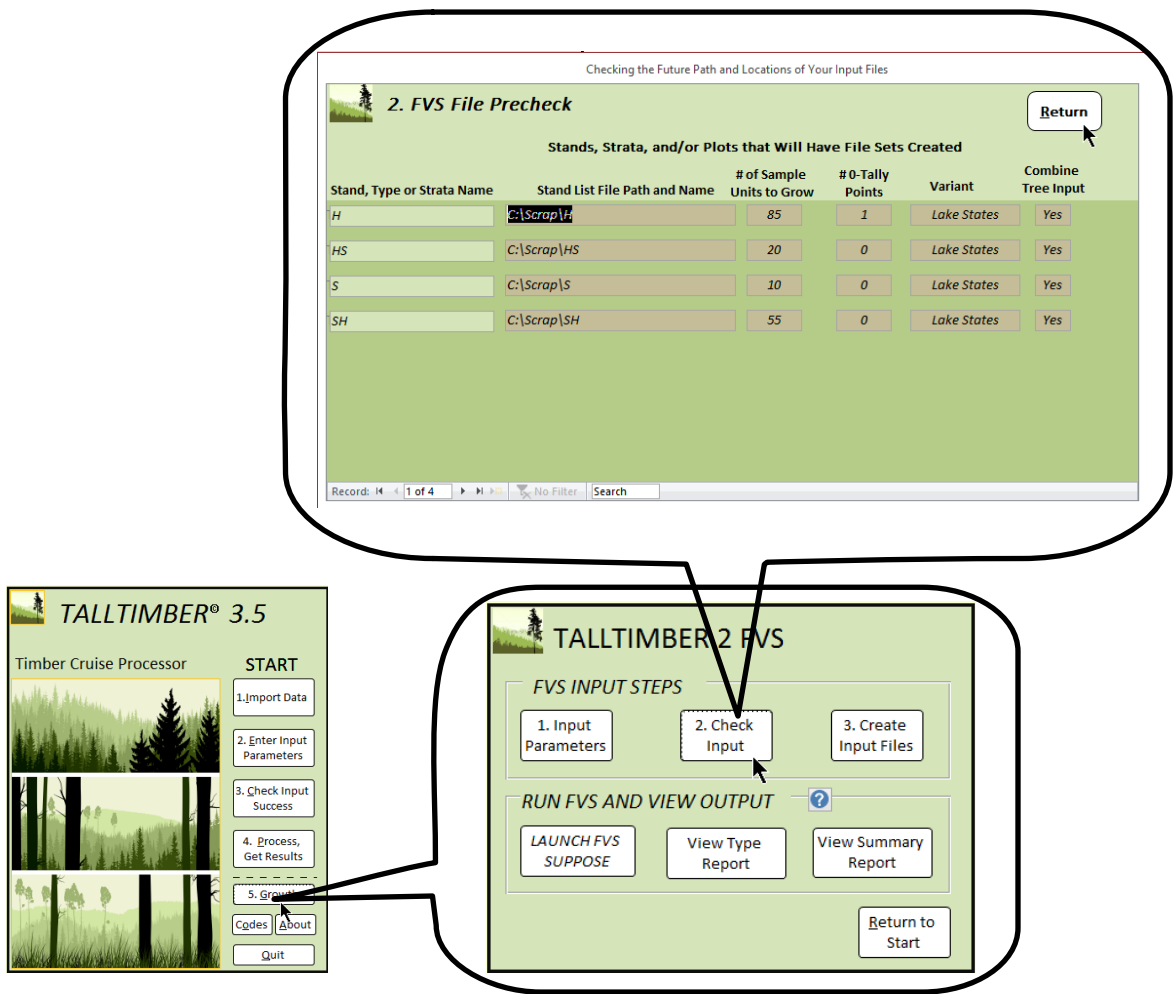 Checking the Future Path and Locations of Your Input Files
2. FVS File Precheck
Return
Stands, Strata, and/or Plots that Will Have File Sets Created
Stand, Type or Strata Name
Stand List File Path and Name
# of Sample
Units to Grow
# 0-Tally
Points
Variant
Combine
Tree Input
H C:\Scrap\H 85 1 Lake States Yes
HS C:\Scrap\HS 20 0 Lake States Yes
S C:\Scrap\S 10 0 Lake States Yes
SH C:\Scrap\SH 55 0 Lake States Yes
Record: 1 of 4 No Filter Search
TALLTIMBER© 3.5
Timber Cruise Processor
START
1.Import Data
2. Enter Input
Parameters
3. Check Input
Success
4. Process,
Get Results
5.
Codes About
Quit
TALLTIMBER 2 FVS
FVS INPUT STEPS
1. Input
Parameters
2. Check
Input
3. Create
Input Files
RUN FVS AND VIEW OUTPUT ?
LAUNCH FVS
SUPPOSE
View Type
Report
View Summary
Report
Return to
Start